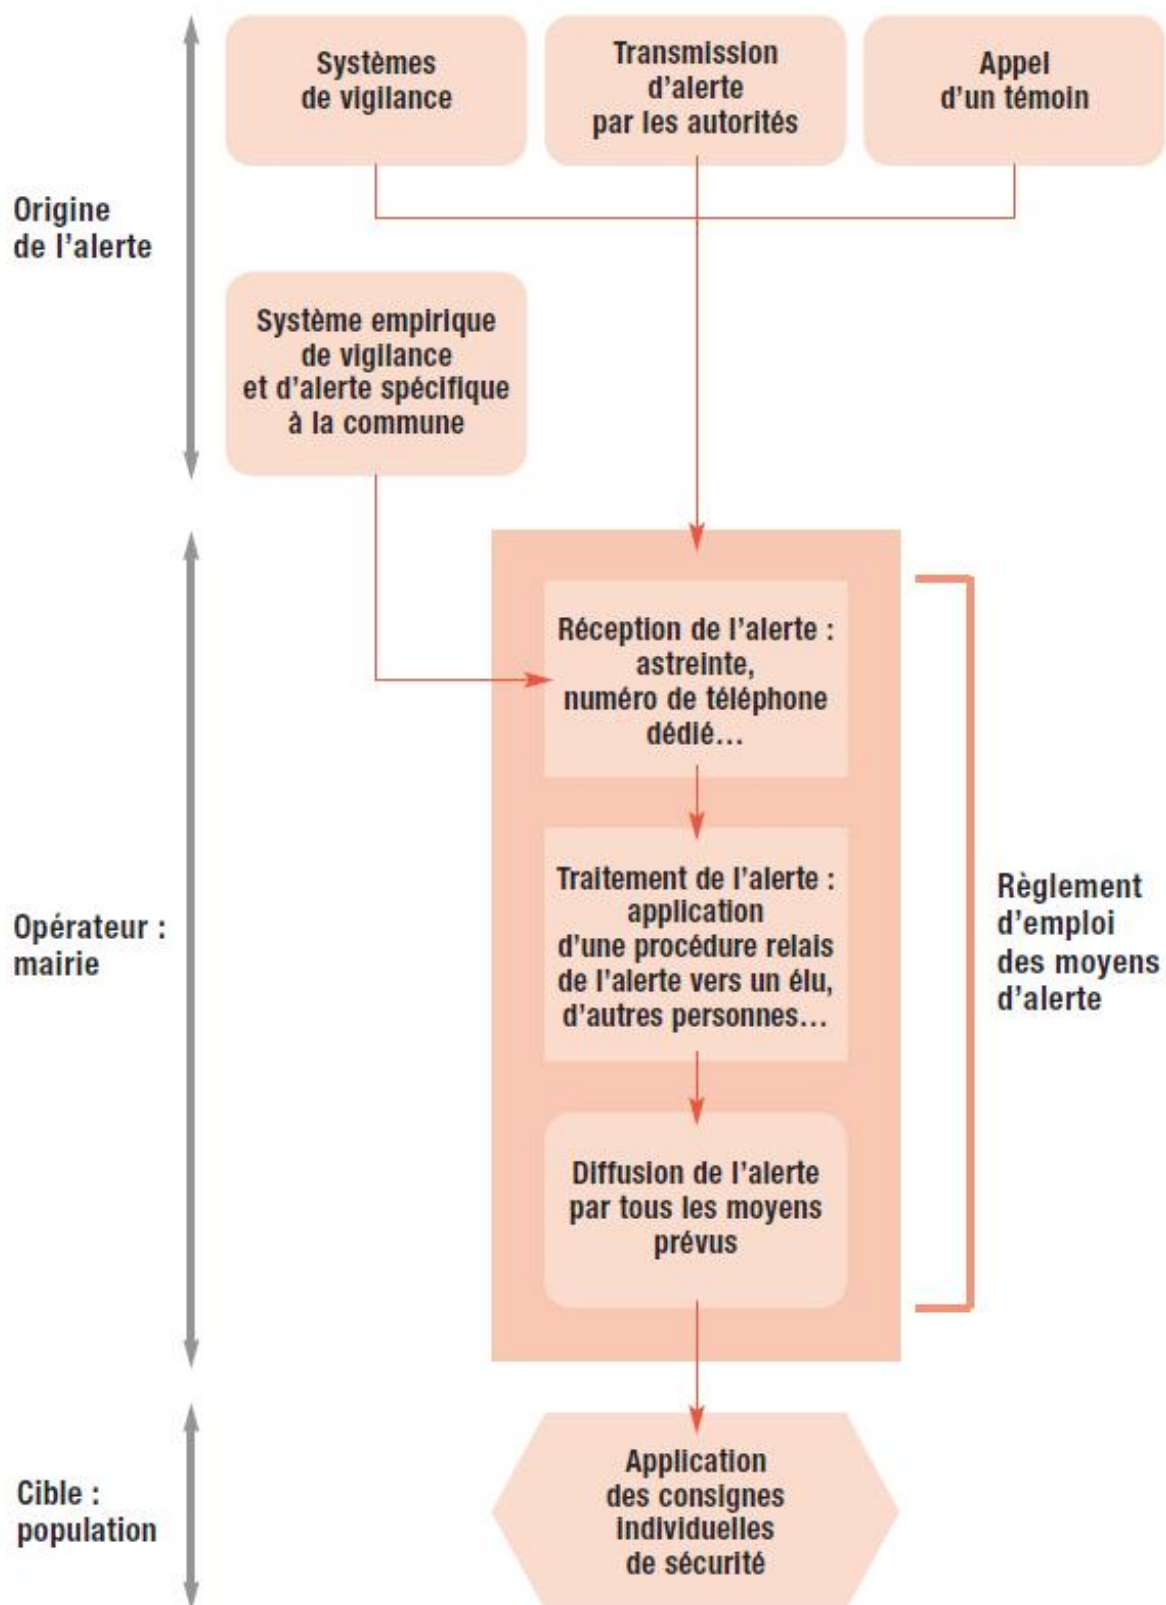 Systèmes
de vigilance
Transmission
d'alerte
par les autorités
Appel
d'un témoin
Origine
de l'alerte
Système empirique
de vigilance
et d'alerte spécifique
à la commune
Réception de l'alerte :
astreinte,
numéro de téléphone
dédié…
Traitement de l'alerte :
application
d'une procédure relais
de l'alerte vers un élu,
d'autres personnes…
Diffusion de l'alerte
par tous les moyens
prévus
Opérateur :
mairie
Règlement
d'emploi
des moyens
d'alerte
Cible :
population
Application
des consignes
individuelles
de sécurité